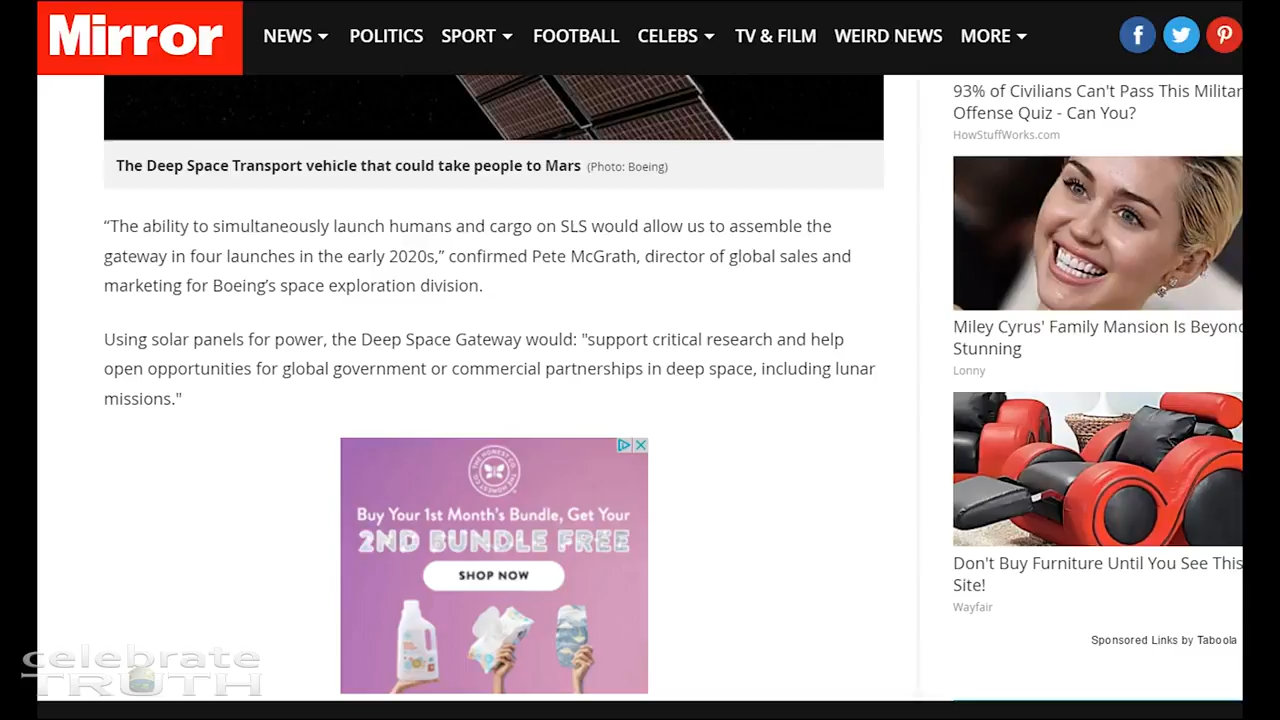 Mirror
NEWS POLITICS SPORT FOOTBALL CELEBS TV & FILM WEIRD NEWS MORE
The Deep Space Transport vehicle that could take people to Mars (Photo: Boeing)
“The ability to simultaneously launch humans and cargo on SLS would allow us to assemble the
gateway in four launches in the early 2020s,” confirmed Pete McGrath, director of global sales and
marketing for Boeing’s space exploration division.
Using solar panels for power, the Deep Space Gateway would: "support critical research and help
open opportunities for global government or commercial partnerships in deep space, including lunar
missions."
THE HONEST CO.
THE HONEST CO.
Buy Your 1st Month's Bundle, Get Your
2ND BUNDLE FREE
SHOP NOW
93% of Civilians Can't Pass This Militar
Offense Quiz - Can You?
HowStuffWorks.com
Miley Cyrus' Family Mansion Is Beyond
Stunning
Lonny
Don't Buy Furniture Until You See This
Site!
Wayfair
Sponsored Links by Taboola
celebrate
TRUTH